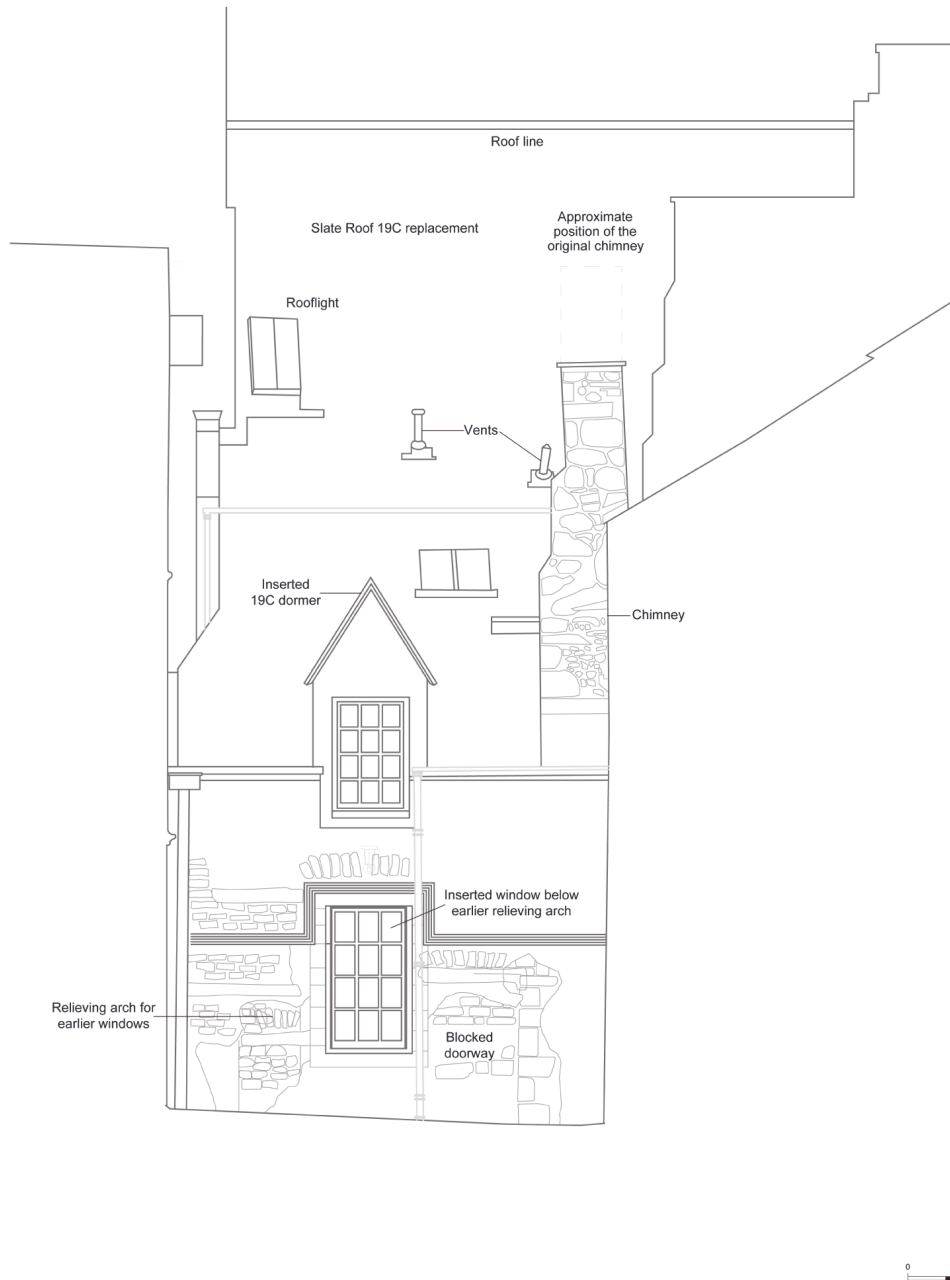 Roof line
Slate Roof 19C replacement
Approximate
position of the
original chimney
Rooflight
Vents
Inserted
19C dormer
Chimney
Inserted window below
earlier relieving arch
Relieving arch for
earlier windows
Blocked
doorway
0